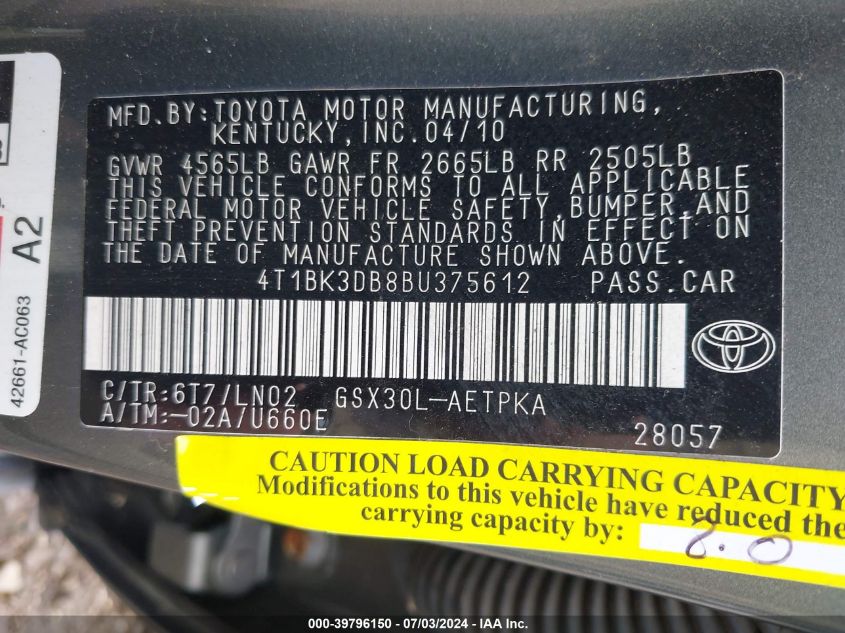 MFD. BY: TOYOTA MOTOR MANUFACTURING,
KENTUCKY, INC. 04/10
GVWR 4565LB GAWR FR 2665LB RR 2505LB
THIS VEHICLE CONFORMS TO ALL APPLICABLE
FEDERAL MOTOR VEHICLE SAFETY, BUMPER, AND
THEFT PREVENTION STANDARDS IN EFFECT ON
THE DATE OF MANUFACTURE SHOWN ABOVE.
4T1BK3DB8BU375612 PASS. CAR
C/TR: 6T7/LN02 GSX30L-AETPKA
A/TM: -02A/U660E
28057
42661-AC063 A2
CAUTION LOAD CARRYING CAPACITY
Modifications to this vehicle have reduced the
carrying capacity by: 8.0
000-39796150 - 07/03/2024 - IAA Inc.